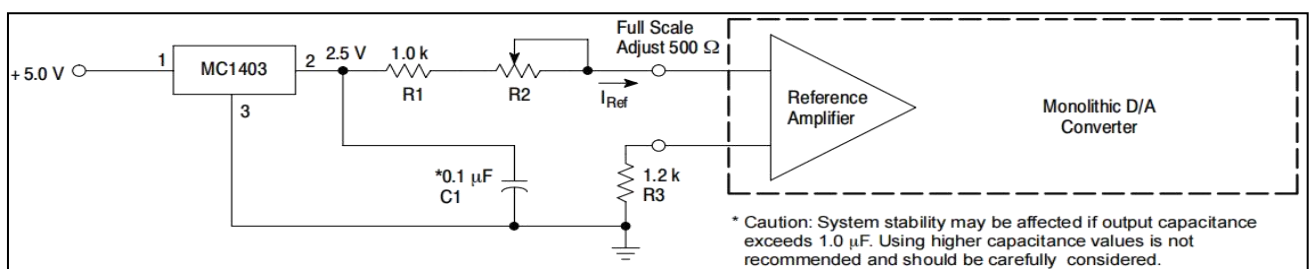 + 5.0 V
1
MC1403
2
3
2.5 V
1.0 k
R1
R2
Full Scale
Adjust 500 Ω
IRef
*0.1 µF
C1
1.2 k
R3
Reference
Amplifier
Monolithic D/A
Converter
* Caution: System stability may be affected if output capacitance
exceeds 1.0 µF. Using higher capacitance values is not
recommended and should be carefully considered.